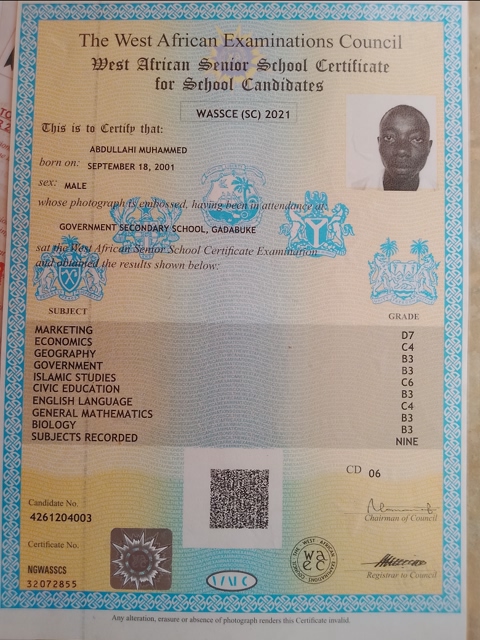 The West African Examinations Council
West African Senior School Certificate
for School Candidates
WASSCE (SC) 2021
This is to Certify that:
ABDULLAHI MUHAMMED
born on: SEPTEMBER 18, 2001
sex: MALE
whose photograph is embossed, having been in attendance at:
GOVERNMENT SECONDARY SCHOOL, GADABUKE
sat the West African Senior School Certificate Examination
and obtained the results shown below:
SUBJECT GRADE
MARKETING D7
ECONOMICS C4
GEOGRAPHY B3
GOVERNMENT B3
ISLAMIC STUDIES C6
CIVIC EDUCATION B3
ENGLISH LANGUAGE C4
GENERAL MATHEMATICS B3
BIOLOGY B3
SUBJECTS RECORDED NINE
CD 06
Candidate No.
4261204003
Chairman of Council
Certificate No.
NGWASSCS
32072855
THE WEST AFRICAN EXAMINATIONS COUNCIL
waec
Registrar to Council
Any alteration, erasure or absence of photograph renders this Certificate invalid.